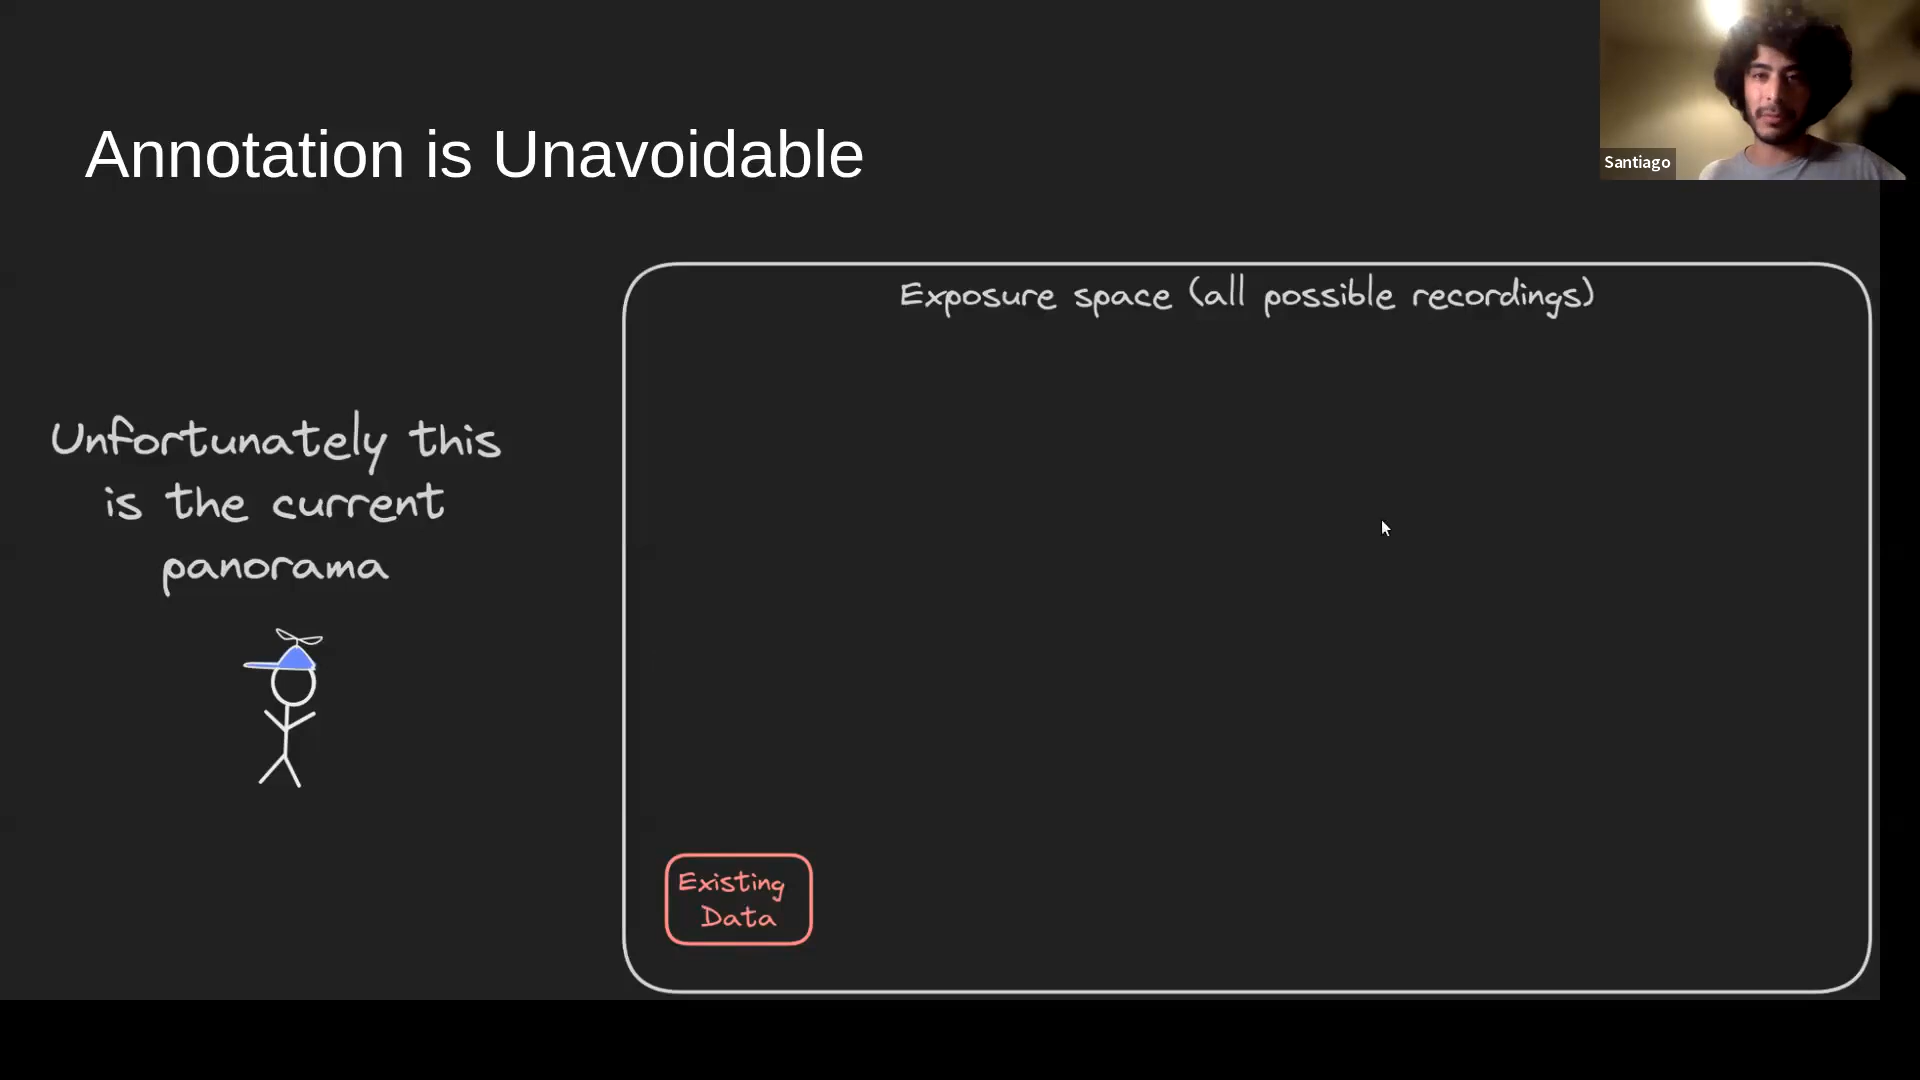 Santiago
Annotation is Unavoidable
Exposure space (all possible recordings)
Unfortunately this
is the current
panorama
Existing
Data